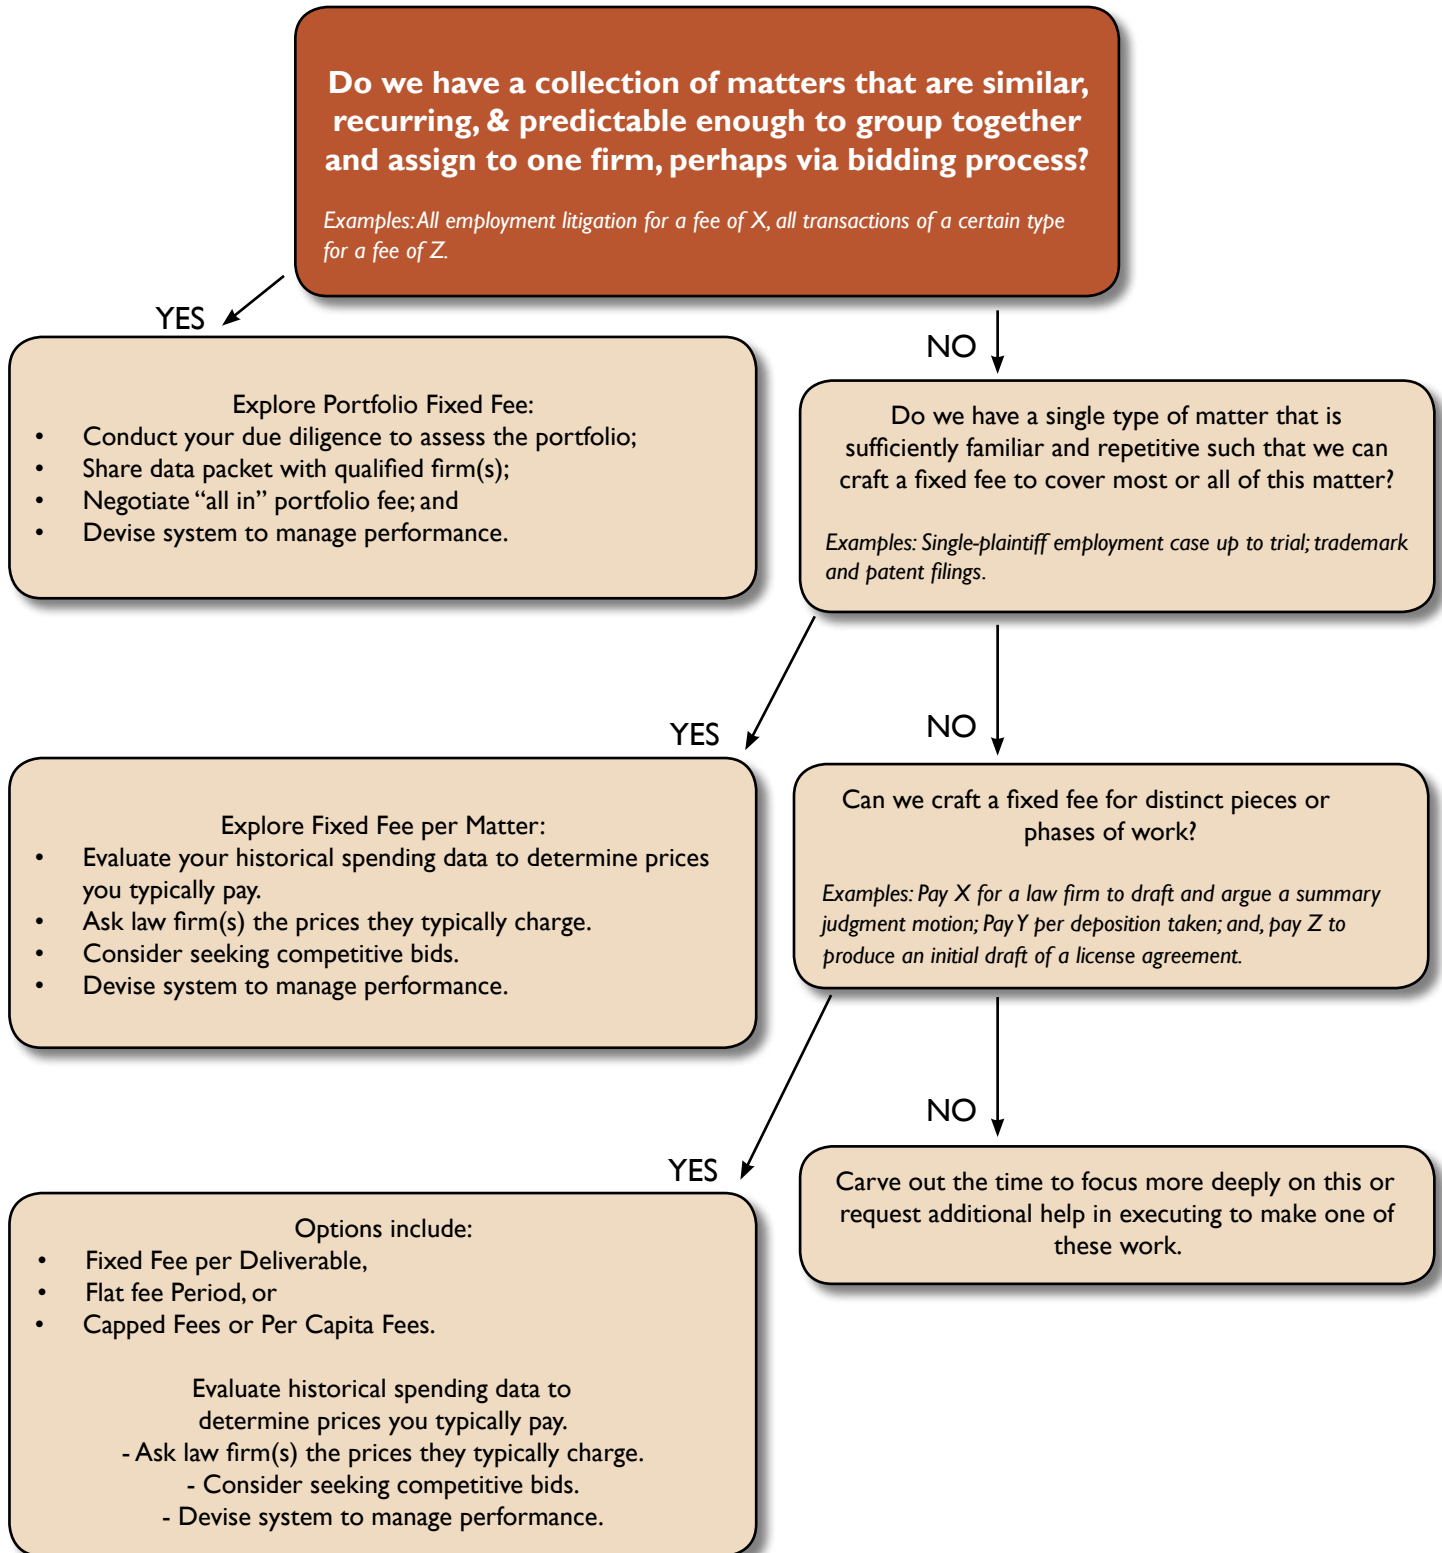 Do we have a collection of matters that are similar,
recurring, & predictable enough to group together
and assign to one firm, perhaps via bidding process?
Examples: All employment litigation for a fee of X, all transactions of a certain type
for a fee of Z.
YES
NO
Explore Portfolio Fixed Fee:
• Conduct your due diligence to assess the portfolio;
• Share data packet with qualified firm(s);
• Negotiate “all in” portfolio fee; and
• Devise system to manage performance.
Do we have a single type of matter that is
sufficiently familiar and repetitive such that we can
craft a fixed fee to cover most or all of this matter?
Examples: Single-plaintiff employment case up to trial; trademark
and patent filings.
YES
NO
Explore Fixed Fee per Matter:
• Evaluate your historical spending data to determine prices
you typically pay.
• Ask law firm(s) the prices they typically charge.
• Consider seeking competitive bids.
• Devise system to manage performance.
Can we craft a fixed fee for distinct pieces or
phases of work?
Examples: Pay X for a law firm to draft and argue a summary
judgment motion; Pay Y per deposition taken; and, pay Z to
produce an initial draft of a license agreement.
YES
NO
Options include:
• Fixed Fee per Deliverable,
• Flat fee Period, or
• Capped Fees or Per Capita Fees.
Evaluate historical spending data to
determine prices you typically pay.
- Ask law firm(s) the prices they typically charge.
- Consider seeking competitive bids.
- Devise system to manage performance.
Carve out the time to focus more deeply on this or
request additional help in executing to make one of
these work.